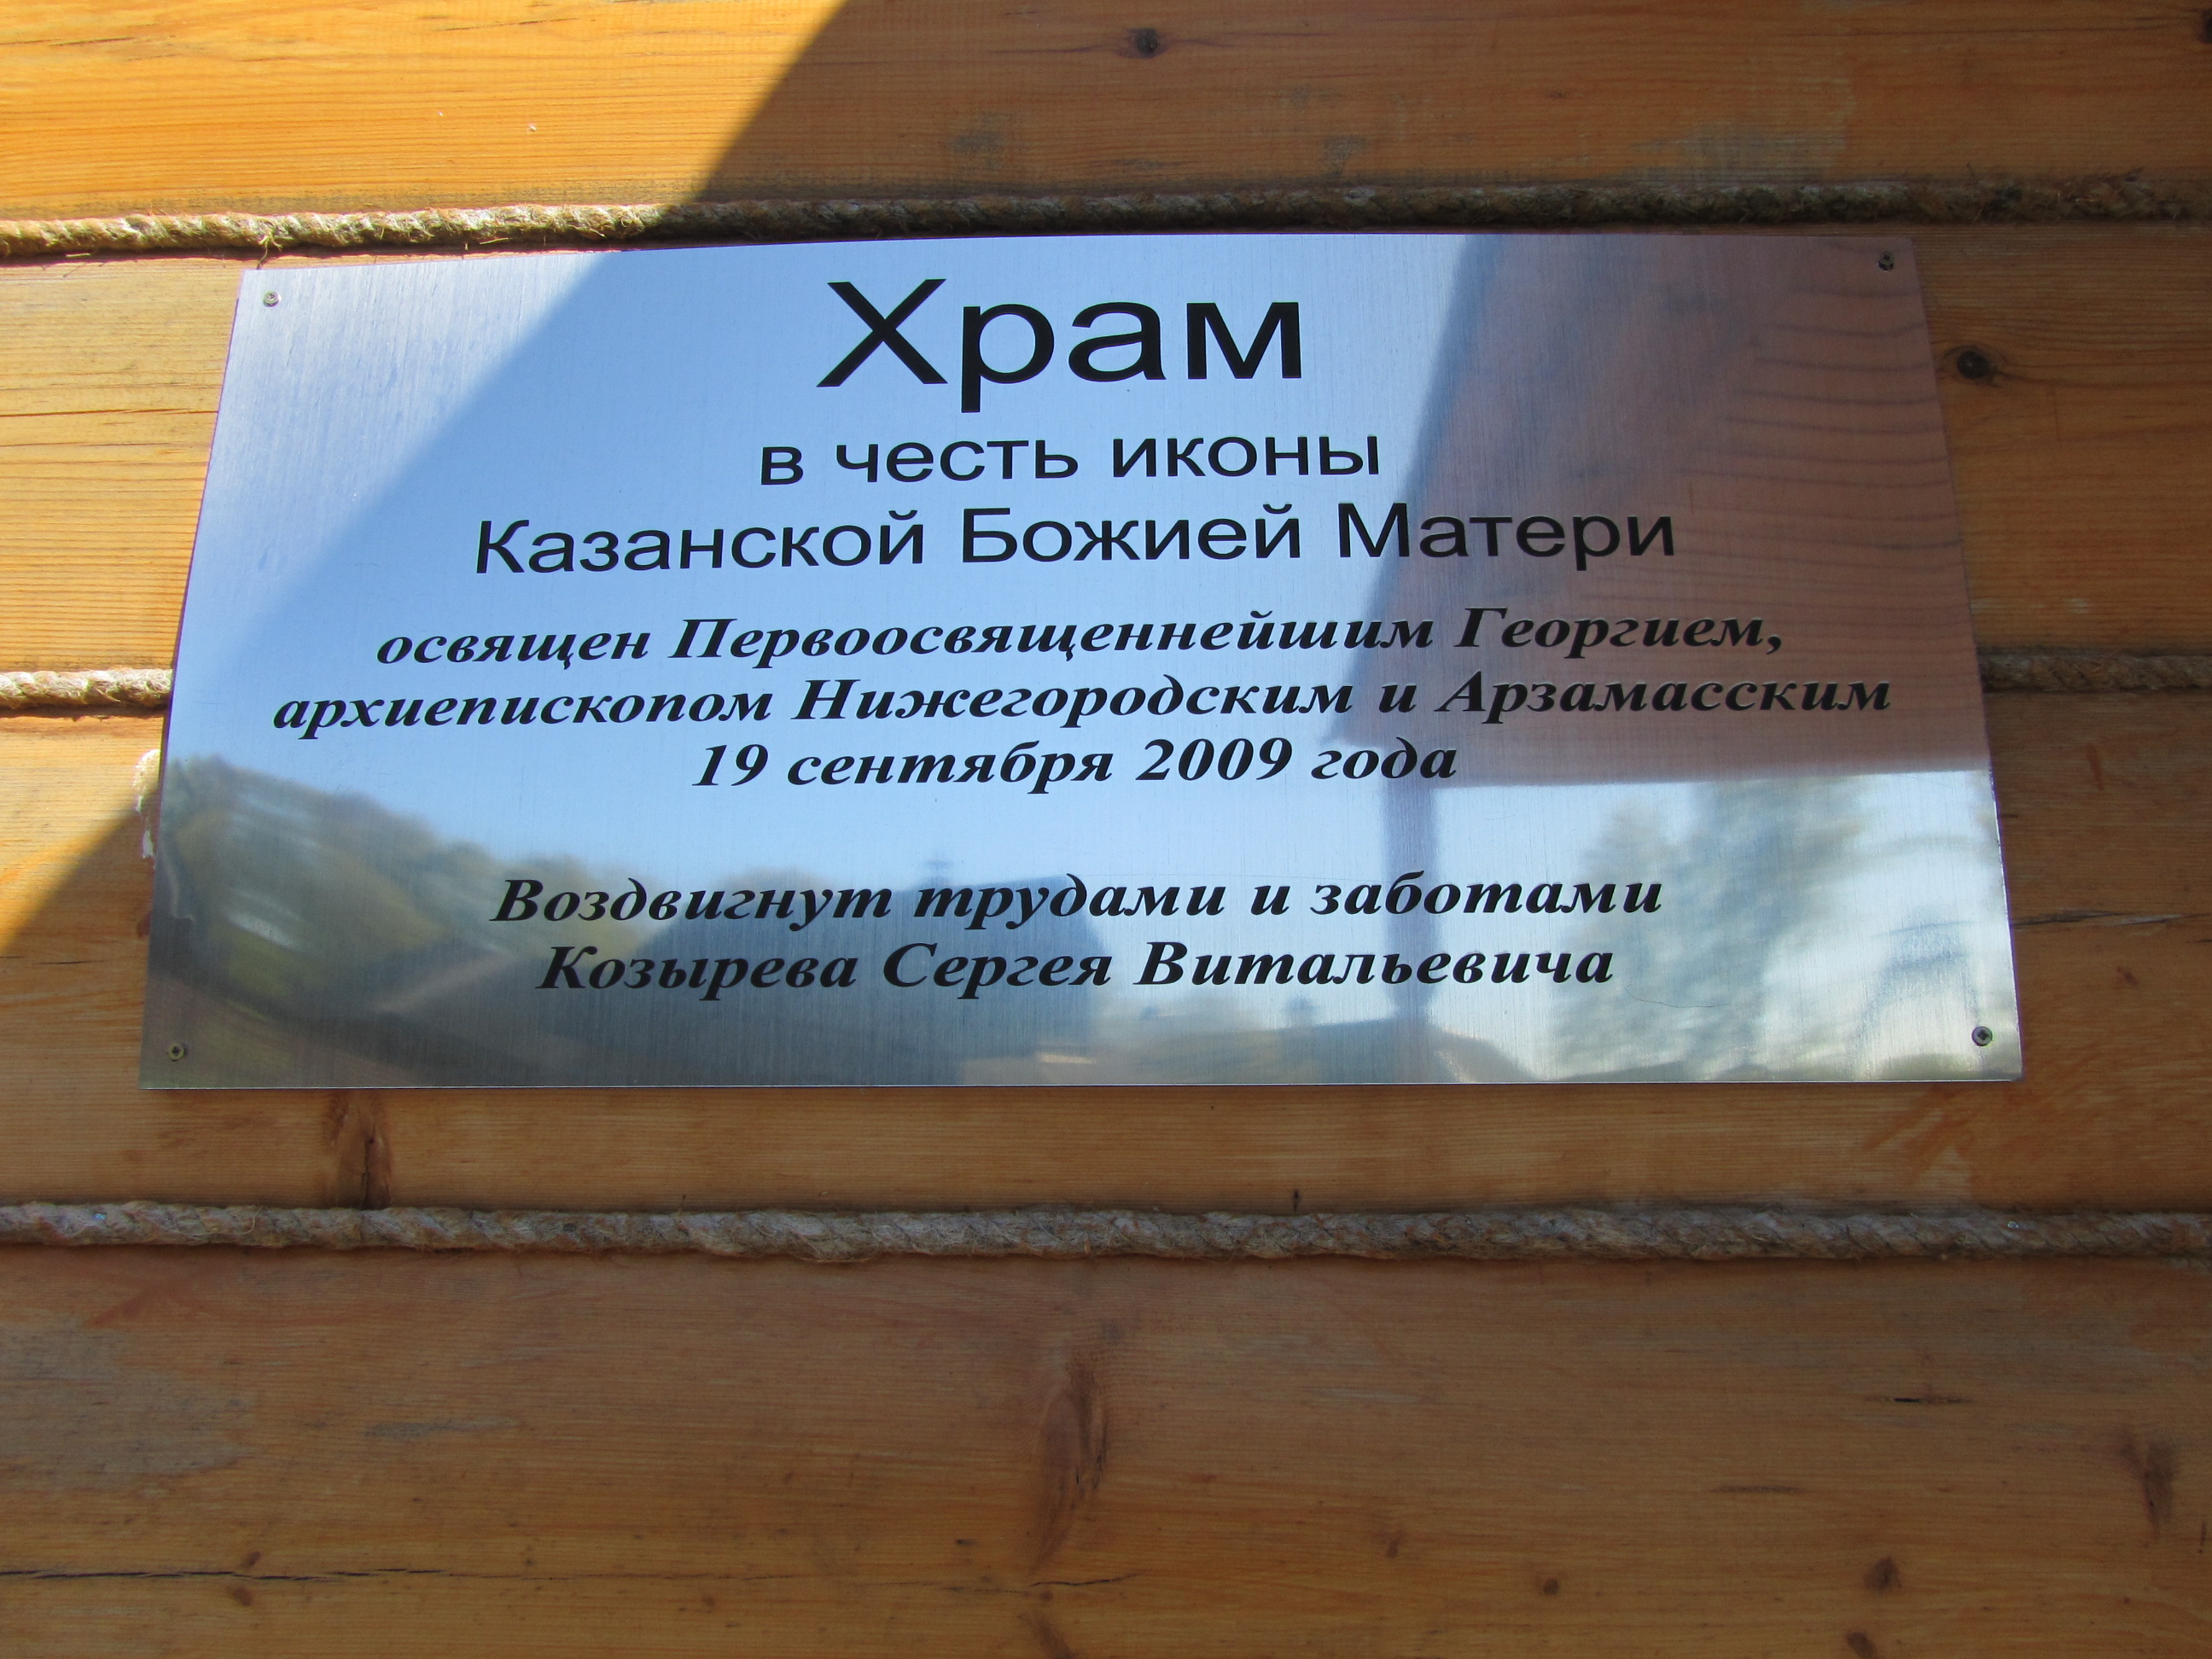 Храм
в честь иконы
Казанской Божией Матери
освящен Первоосвященнейшим Георгием,
архиепископом Нижегородским и Арзамасским
19 сентября 2009 года
Воздвигнут трудами и заботами
Козырева Сергея Витальевича